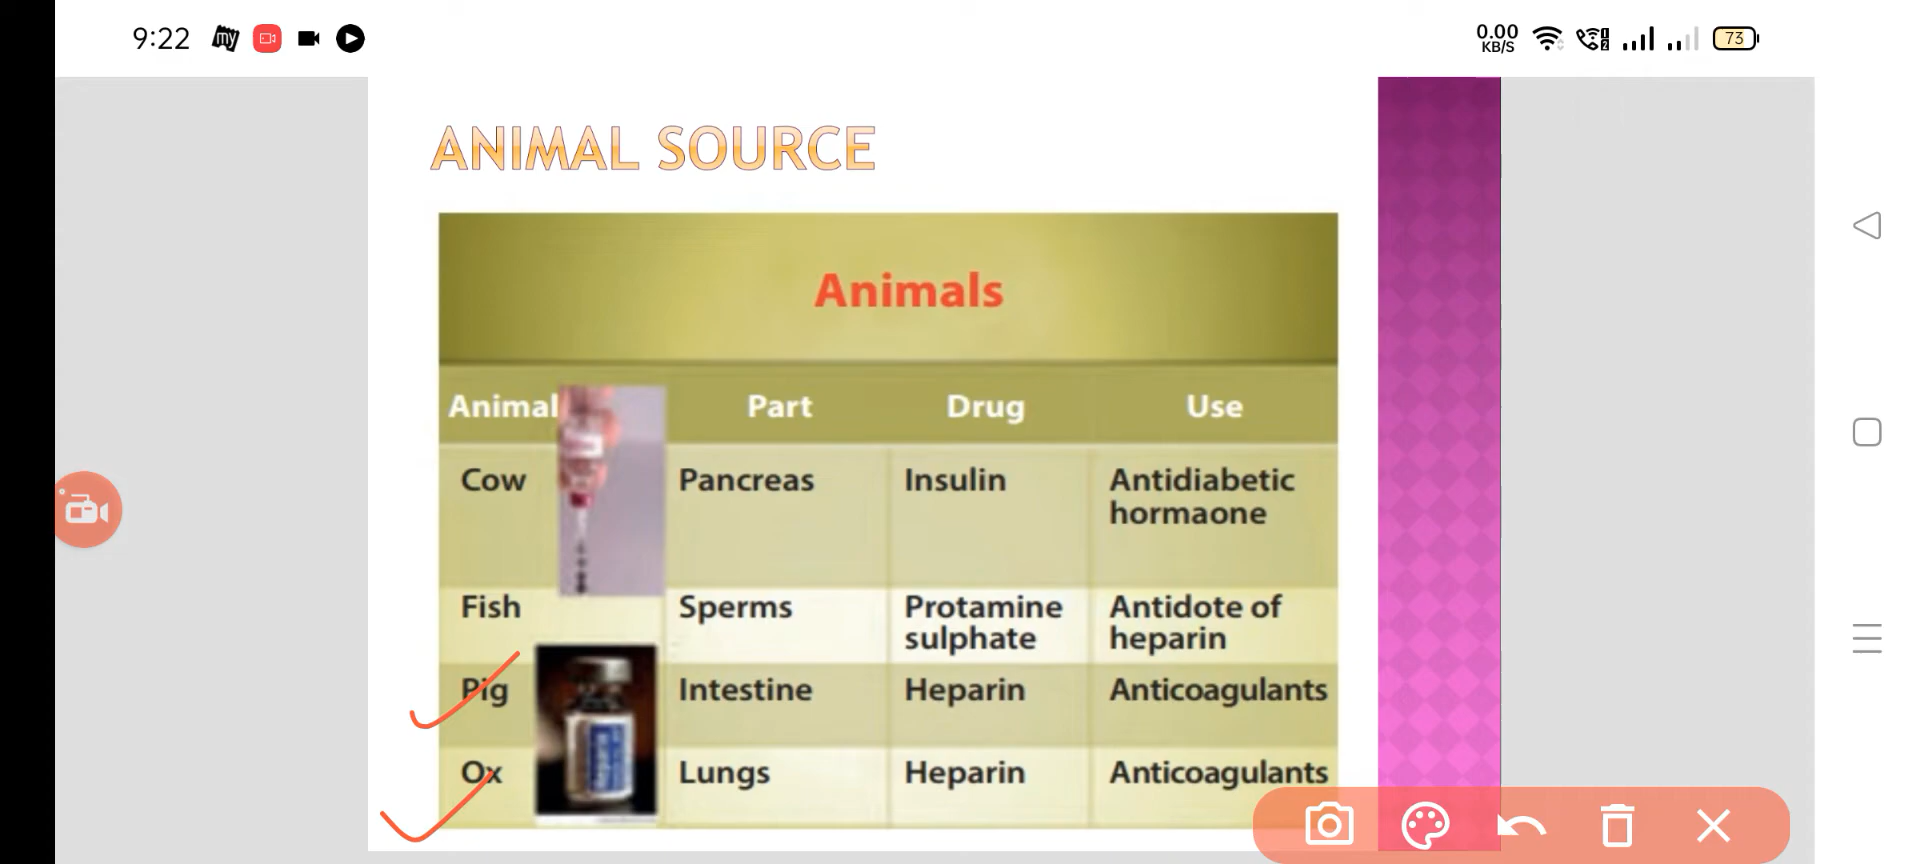 9:22 my 0.00 KB/S 73
ANIMAL SOURCE
Animals
Animal Part Drug Use
Cow Pancreas Insulin Antidiabetic
hormaone
Fish Sperms Protamine Antidote of
sulphate heparin
Pig Intestine Heparin Anticoagulants
Ox Lungs Heparin Anticoagulants